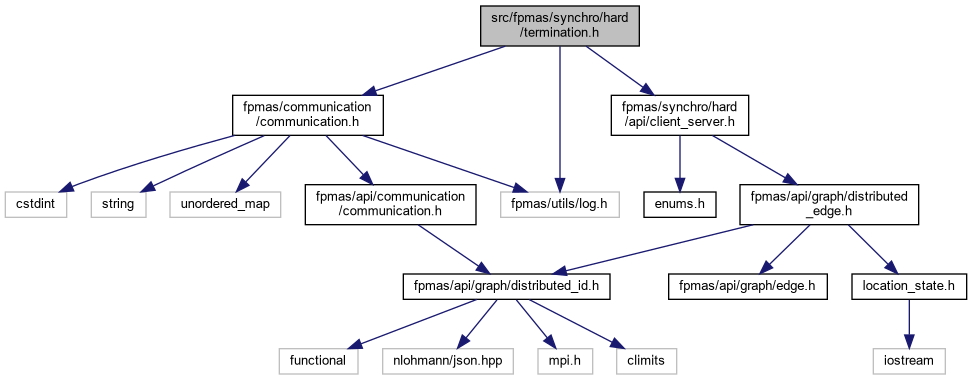 src/fpmas/synchro/hard
/termination.h
fpmas/communication
/communication.h
fpmas/synchro/hard
/api/client_server.h
cstdint
string
unordered_map
fpmas/api/communication
/communication.h
fpmas/utils/log.h
enums.h
fpmas/api/graph/distributed
_edge.h
fpmas/api/graph/distributed_id.h
fpmas/api/graph/edge.h
location_state.h
functional
nlohmann/json.hpp
mpi.h
climits
iostream